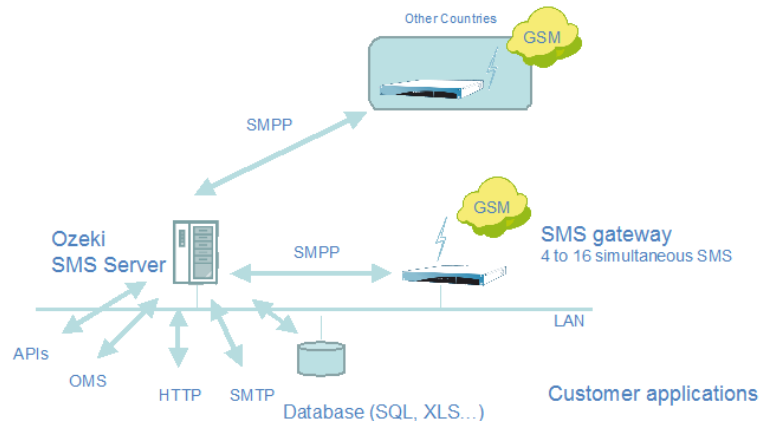 Other Countries
GSM
SMPP
GSM
Ozeki
SMS Server
SMPP
SMS gateway
4 to 16 simultaneous SMS
LAN
APIs
OMS
HTTP
SMTP
Database (SQL, XLS...)
Customer applications